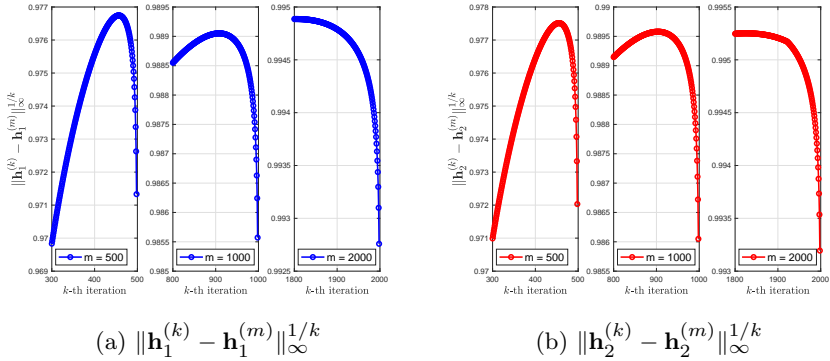 ‖h₁⁽ᵏ⁾ − h₁⁽ᵐ⁾‖∞^{1/k}
0.977
0.976
0.975
0.974
0.973
0.972
0.971
0.97
0.969
300 400 500
m = 500
k-th iteration
0.9895
0.989
0.9885
0.988
0.9875
0.987
0.9865
0.986
0.9855
0.985
800 900 1000
m = 1000
k-th iteration
0.995
0.9945
0.994
0.9935
0.993
0.9925
1800 1900 2000
m = 2000
k-th iteration
‖h₂⁽ᵏ⁾ − h₂⁽ᵐ⁾‖∞^{1/k}
0.978
0.977
0.976
0.975
0.974
0.973
0.972
0.971
0.97
300 400 500
m = 500
k-th iteration
0.99
0.9895
0.989
0.9885
0.988
0.9875
0.987
0.9865
0.986
0.9855
800 900 1000
m = 1000
k-th iteration
0.9955
0.995
0.9945
0.994
0.9935
0.993
1800 1900 2000
m = 2000
k-th iteration
(a) ‖h₁⁽ᵏ⁾ − h₁⁽ᵐ⁾‖∞^{1/k}
(b) ‖h₂⁽ᵏ⁾ − h₂⁽ᵐ⁾‖∞^{1/k}